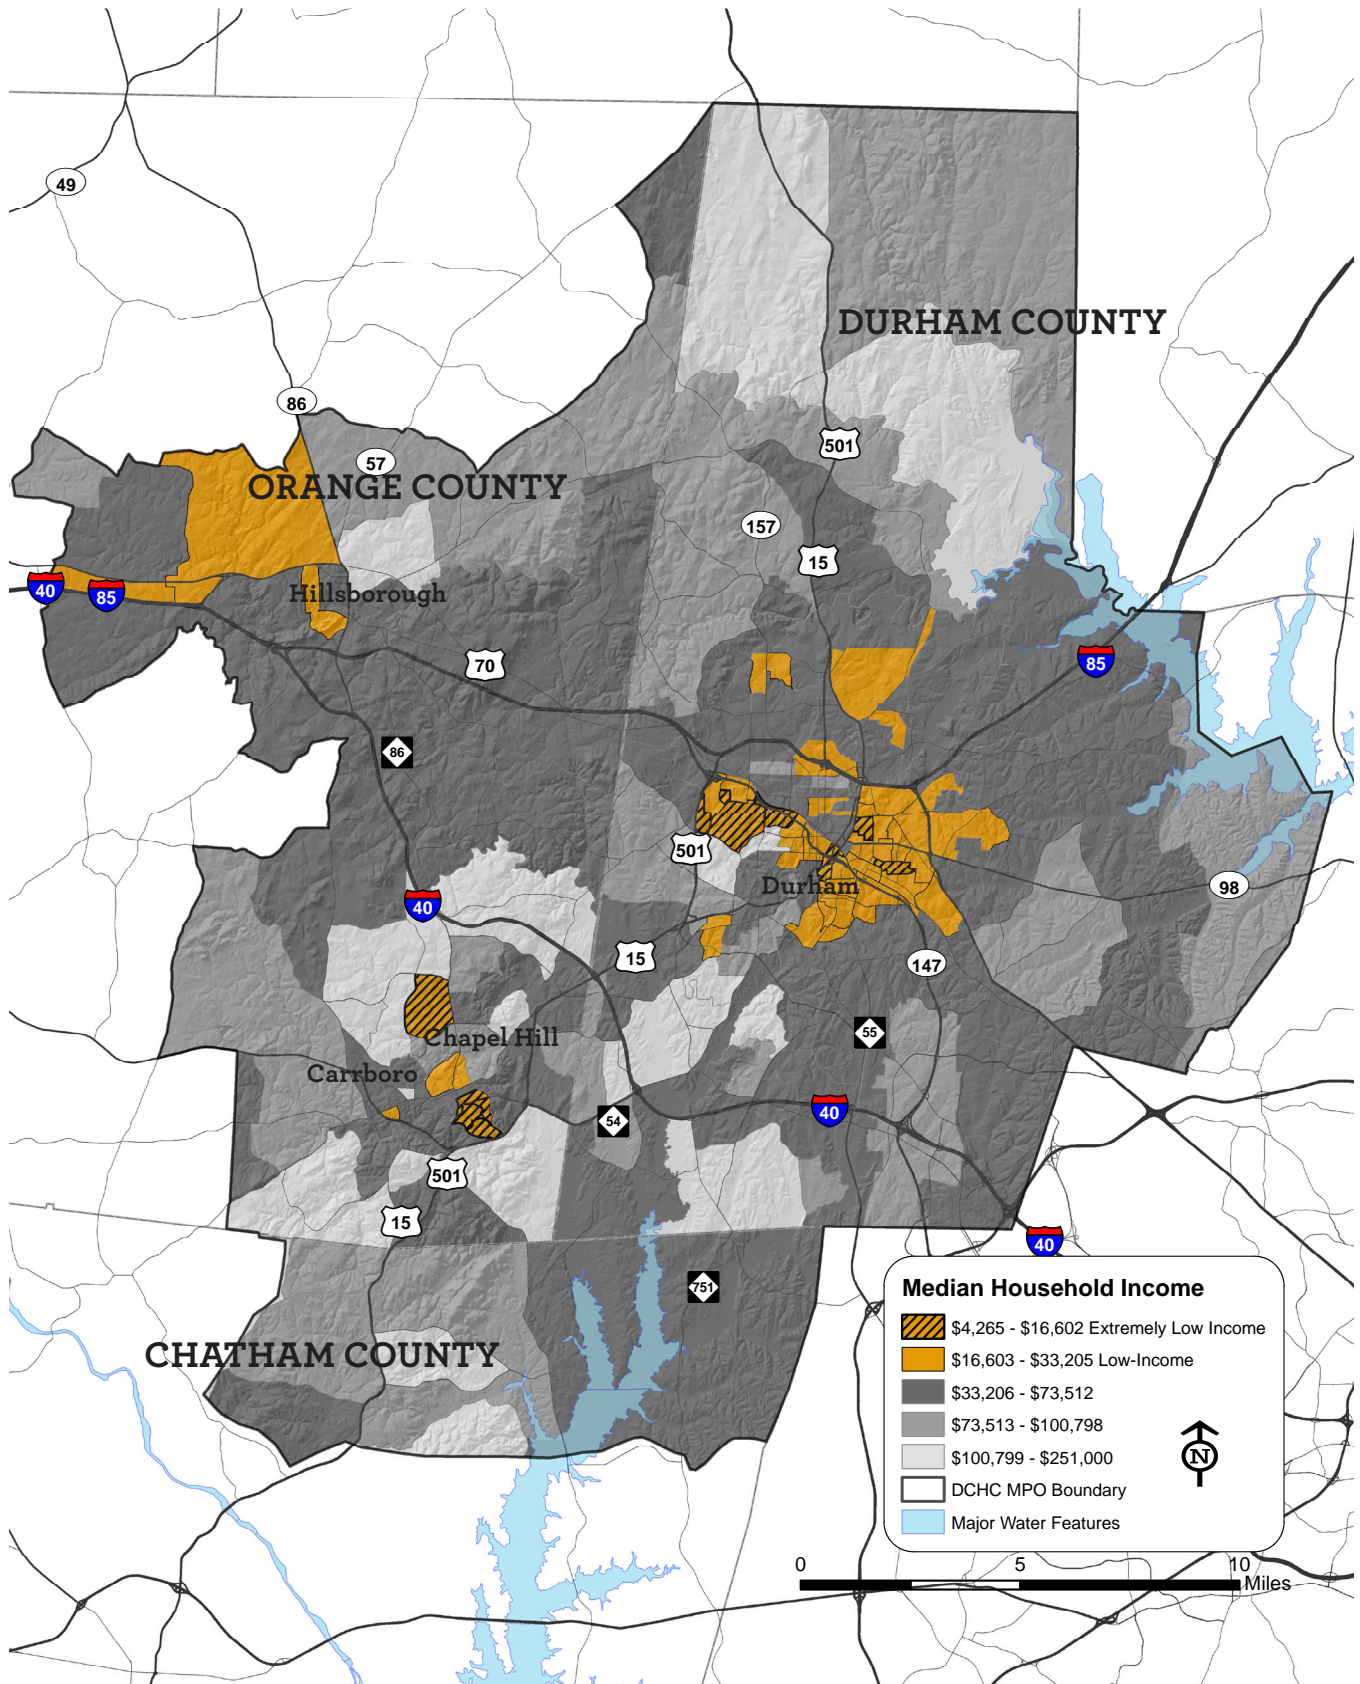 49
DURHAM COUNTY
86
501
57
ORANGE COUNTY
157
15
40
85
Hillsborough
70
85
86
501
Durham
98
40
15
147
55
Chapel Hill
Carrboro
40
54
501
15
40
751
CHATHAM COUNTY
Median Household Income
$4,265 - $16,602 Extremely Low Income
$16,603 - $33,205 Low-Income
$33,206 - $73,512
$73,513 - $100,798
$100,799 - $251,000
N
DCHC MPO Boundary
Major Water Features
0 5 10
Miles